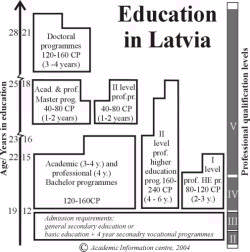 Education
in Latvia
Age/Years in education
28/21
25/18
23/16
22/15
19/12
Doctoral
programmes
120-160 CP
(3 -4 years)
Acad. & prof.
Master prog.
40-80 CP
(1-2 years)
II level
prof.pr.
40-80 CP
(1-2 years)
Academic (3-4 y.) and
professional (4 y.)
Bachelor programmes
120-160CP
II level
prof.
higher
education
prog.160-
240 CP
(4 - 6 y.)
I
level
prof. HE pr.
80-120 CP
(2-3 y.)
Admission requirements:
general secondary education or
basic education + 4 year secondary vocational programmes
Professional qualification levels
V
IV
III
II
© Academic Information centre, 2004